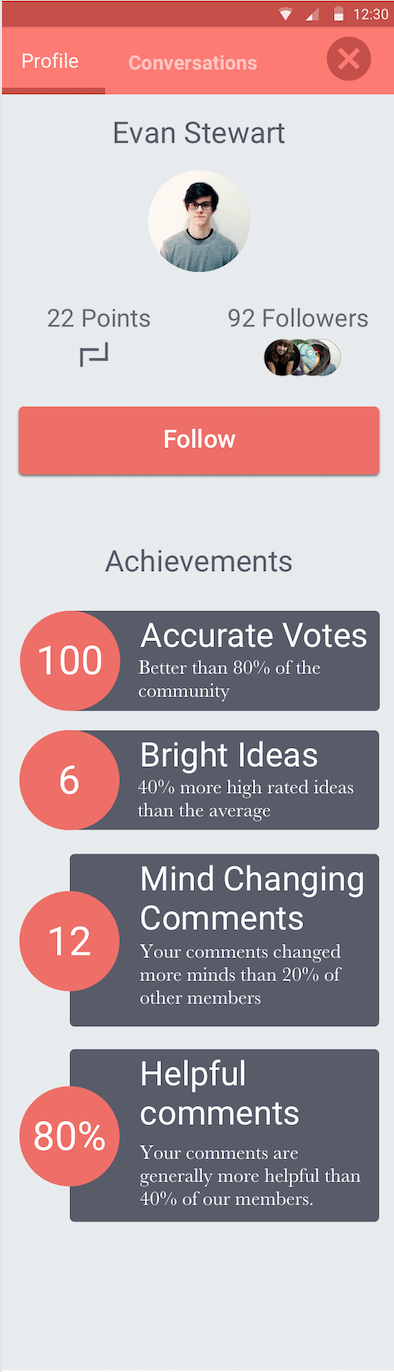 12:30
Profile Conversations
Evan Stewart
22 Points 92 Followers
Follow
Achievements
100
Accurate Votes
Better than 80% of the
community
6
Bright Ideas
40% more high rated ideas
than the average
12
Mind Changing
Comments
Your comments changed
more minds than 20% of
other members
80%
Helpful
comments
Your comments are
generally more helpful than
40% of our members.